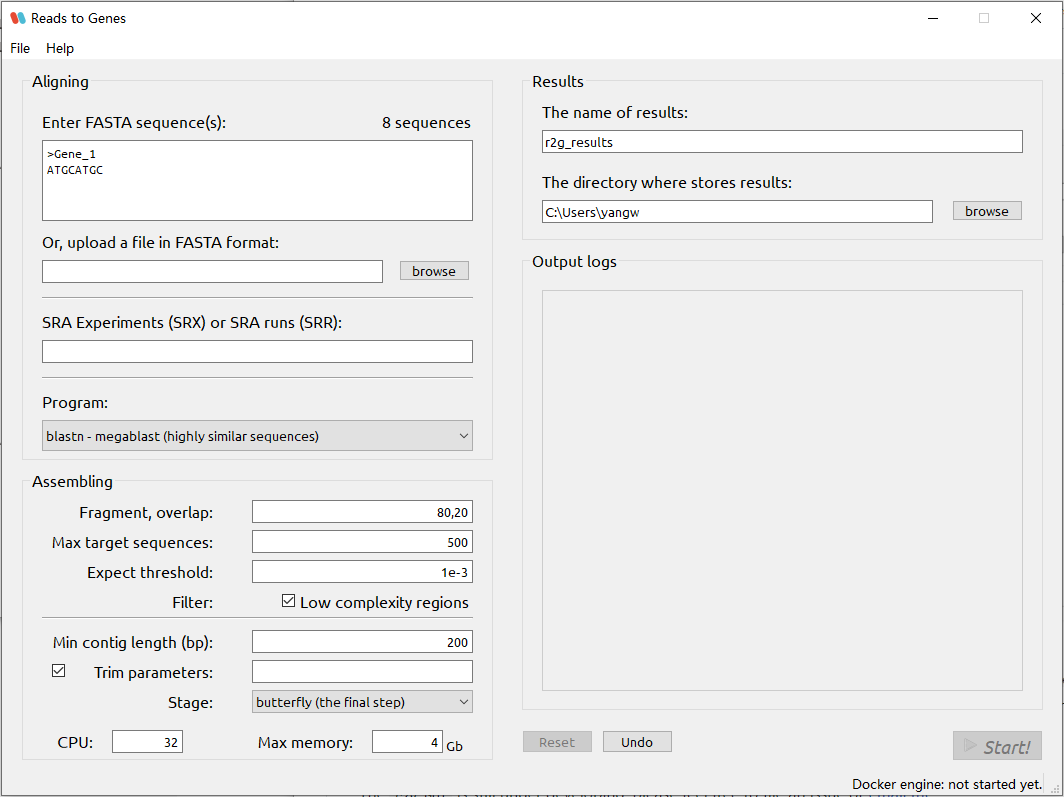 Reads to Genes
File Help
Aligning
Enter FASTA sequence(s): 8 sequences
>Gene_1
ATGCATGC
Or, upload a file in FASTA format:
browse
SRA Experiments (SRX) or SRA runs (SRR):
Program:
blastn - megablast (highly similar sequences)
Assembling
Fragment, overlap: 80,20
Max target sequences: 500
Expect threshold: 1e-3
Filter: Low complexity regions
Min contig length (bp): 200
Trim parameters:
Stage: butterfly (the final step)
CPU: 32 Max memory: 4 Gb
Results
The name of results:
r2g_results
The directory where stores results:
C:\Users\yangw browse
Output logs
Reset Undo Start!
Docker engine: not started yet.